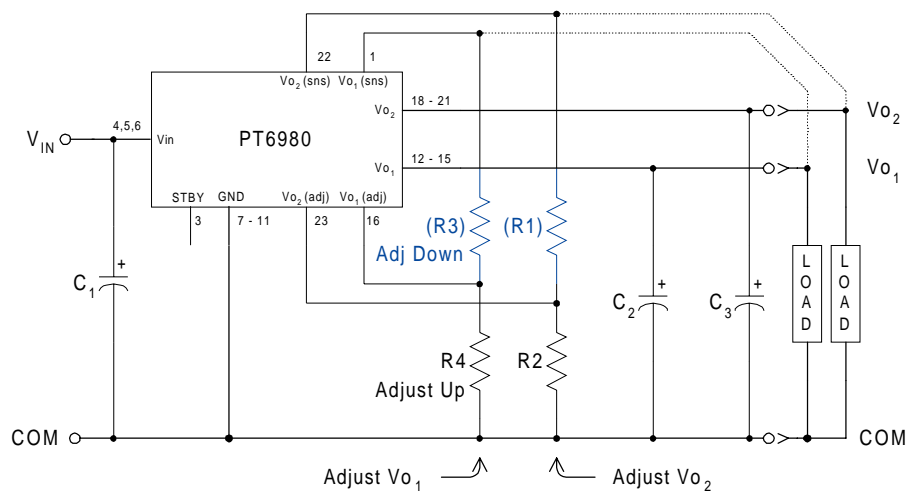 22
1
Vo2 (sns)
Vo1 (sns)
18 - 21
Vo2
Vo2
4,5,6
VIN
Vin
PT6980
12 - 15
Vo1
Vo1
STBY
GND
Vo2 (adj)
Vo1 (adj)
3
7 - 11
23
16
(R3)
(R1)
Adj Down
+
C1
+
C2
+
C3
LOAD
LOAD
R4
R2
Adjust Up
COM
COM
Adjust Vo1
Adjust Vo2